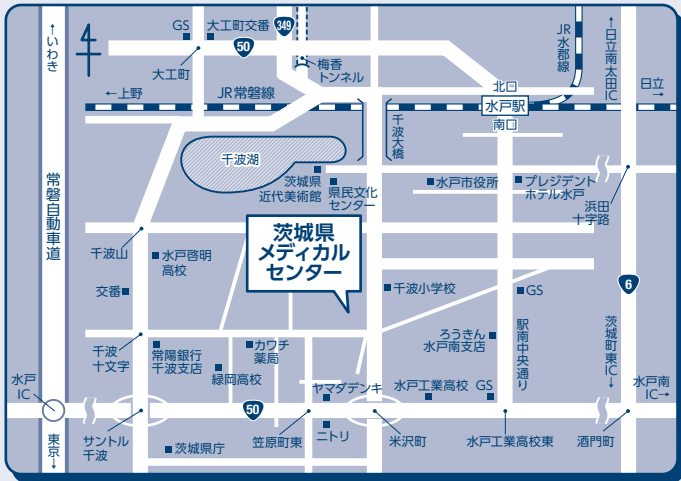 ←いわき
GS
大工町交番
349
50
大工町
梅香
トンネル
JR水郡線
↑日立南太田IC
日立
→
←上野
JR常磐線
北口
水戸駅
南口
千波大橋
千波湖
茨城県
近代美術館
県民文化
センター
水戸市役所
プレジデント
ホテル水戸
浜田
十字路
常磐自動車道
茨城県
メディカル
センター
千波山
水戸啓明
高校
交番
千波小学校
GS
6
千波
十文字
常陽銀行
千波支店
カワチ
薬局
緑岡高校
ろうきん
水戸南支店
駅南中央通り
茨城町東IC↓
水戸
IC
ヤマダデンキ
水戸工業高校
GS
水戸南
IC→
50
東京↓
サントル
千波
茨城県庁
笠原町東
ニトリ
米沢町
水戸工業高校東
酒門町